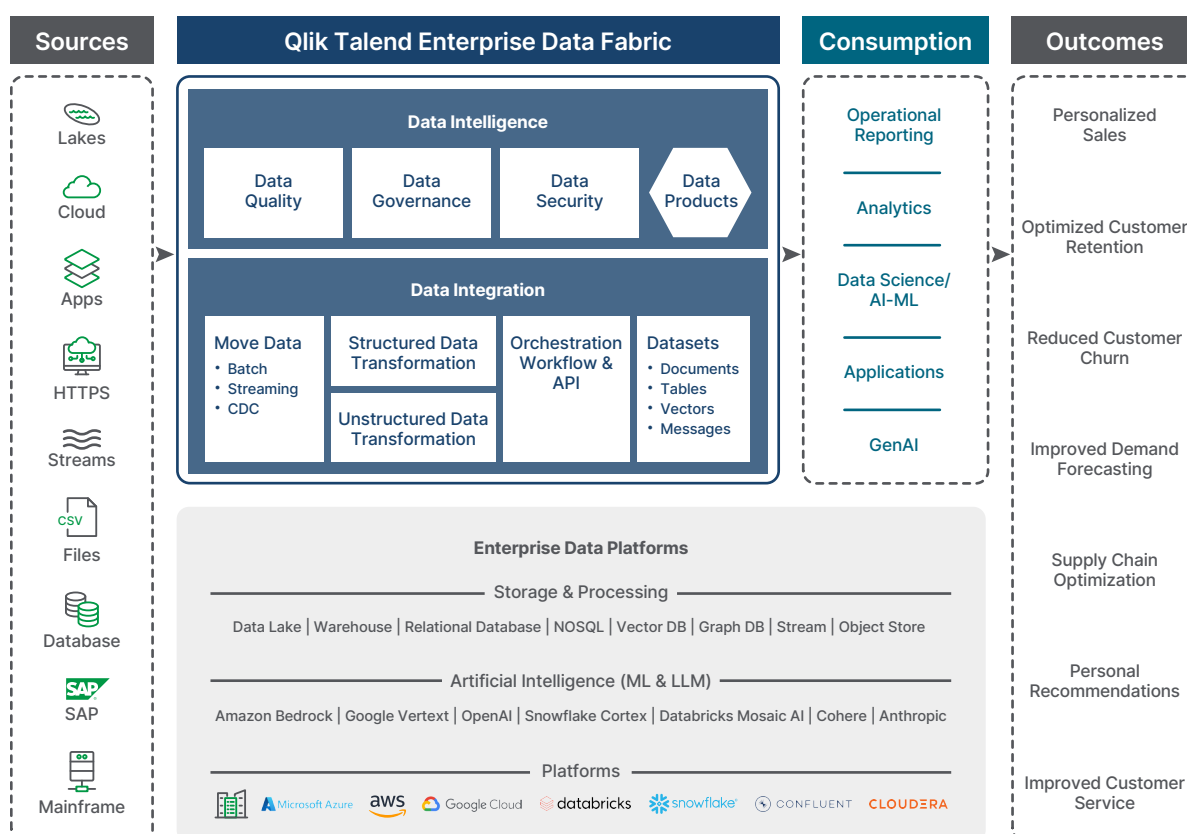 Sources
Lakes
Cloud
Apps
HTTPS
Streams
CSV
Files
Database
SAP
SAP
Mainframe
Qlik Talend Enterprise Data Fabric
Data Intelligence
Data
Quality
Data
Governance
Data
Security
Data
Products
Data Integration
Move Data
• Batch
• Streaming
• CDC
Structured Data
Transformation
Unstructured Data
Transformation
Orchestration
Workflow &
API
Datasets
• Documents
• Tables
• Vectors
• Messages
Consumption
Operational
Reporting
Analytics
Data Science/
AI-ML
Applications
GenAI
Outcomes
Personalized
Sales
Optimized Customer
Retention
Reduced Customer
Churn
Improved Demand
Forecasting
Supply Chain
Optimization
Personal
Recommendations
Improved Customer
Service
Enterprise Data Platforms
Storage & Processing
Data Lake | Warehouse | Relational Database | NOSQL | Vector DB | Graph DB | Stream | Object Store
Artificial Intelligence (ML & LLM)
Amazon Bedrock | Google Vertext | OpenAI | Snowflake Cortex | Databricks Mosaic AI | Cohere | Anthropic
Platforms
Microsoft Azure aws Google Cloud databricks snowflake CONFLUENT CLOUDERA